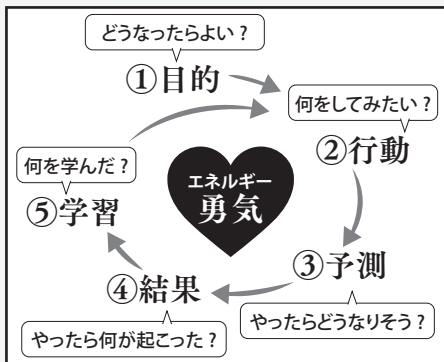 どうなったらよい？
①目的
何をしてみたい？
②行動
③予測
やったらどうなりそう？
④結果
やったら何が起こった？
何を学んだ？
⑤学習
エネルギー
勇気